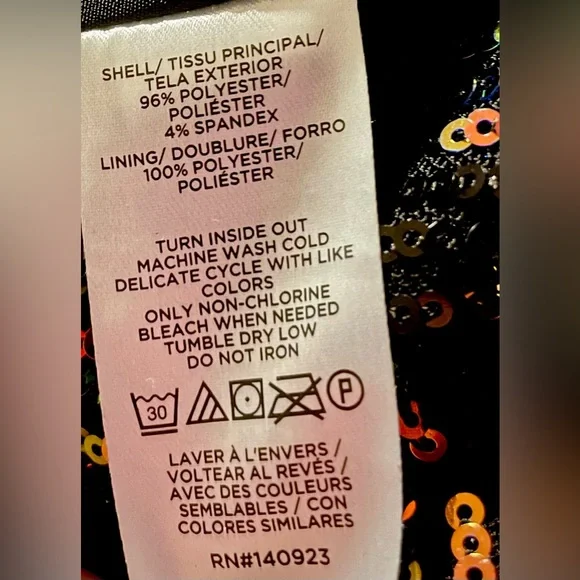 SHELL/ TISSU PRINCIPAL/
TELA EXTERIOR
96% POLYESTER/
POLIÉSTER
4% SPANDEX
LINING/ DOUBLURE/ FORRO
100% POLYESTER/
POLIÉSTER
TURN INSIDE OUT
MACHINE WASH COLD
DELICATE CYCLE WITH LIKE
COLORS
ONLY NON-CHLORINE
BLEACH WHEN NEEDED
TUMBLE DRY LOW
DO NOT IRON
30 P
LAVER À L'ENVERS /
VOLTEAR AL REVÉS /
AVEC DES COULEURS
SEMBLABLES / CON
COLORES SIMILARES
RN#140923